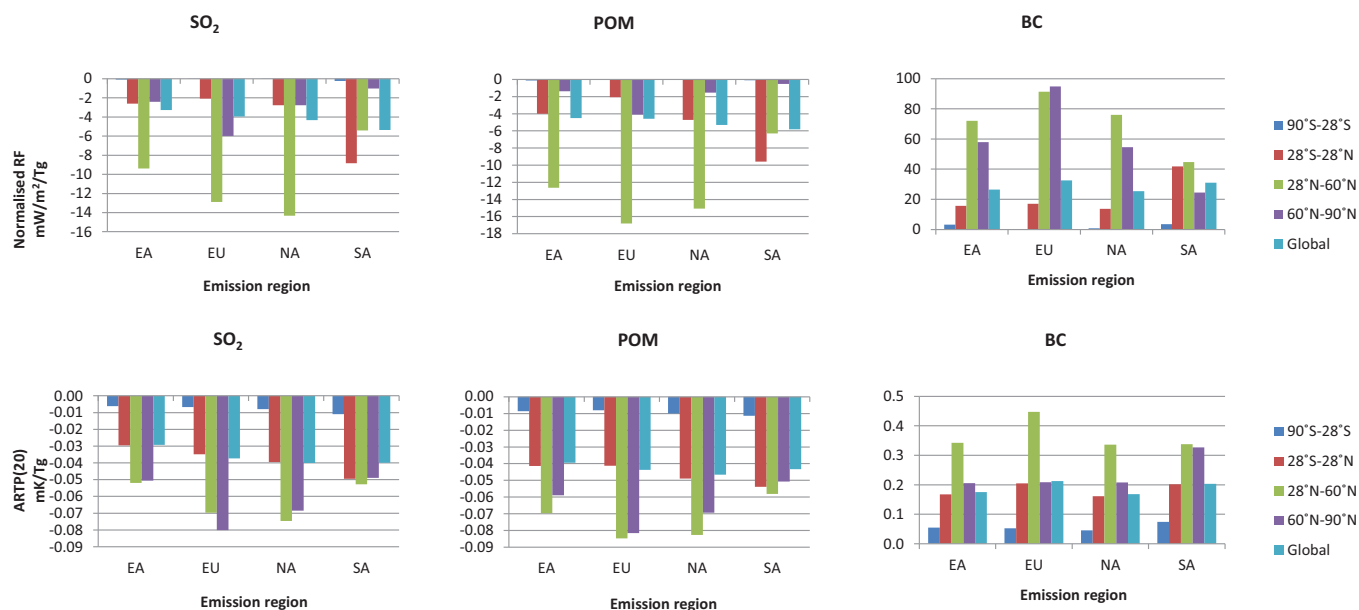 SO2
POM
BC
Normalised RF
mW/m²/Tg
0
-2
-4
-6
-8
-10
-12
-14
-16
EA EU NA SA
Emission region
0
-2
-4
-6
-8
-10
-12
-14
-16
-18
EA EU NA SA
Emission region
100
80
60
40
20
0
EA EU NA SA
Emission region
90˚S-28˚S
28˚S-28˚N
28˚N-60˚N
60˚N-90˚N
Global
SO2
POM
BC
ARTP(20)
mK/Tg
0.00
-0.01
-0.02
-0.03
-0.04
-0.05
-0.06
-0.07
-0.08
-0.09
EA EU NA SA
Emission region
0.00
-0.01
-0.02
-0.03
-0.04
-0.05
-0.06
-0.07
-0.08
-0.09
EA EU NA SA
Emission region
0.5
0.4
0.3
0.2
0.1
0.0
EA EU NA SA
Emission region
90˚S-28˚S
28˚S-28˚N
28˚N-60˚N
60˚N-90˚N
Global